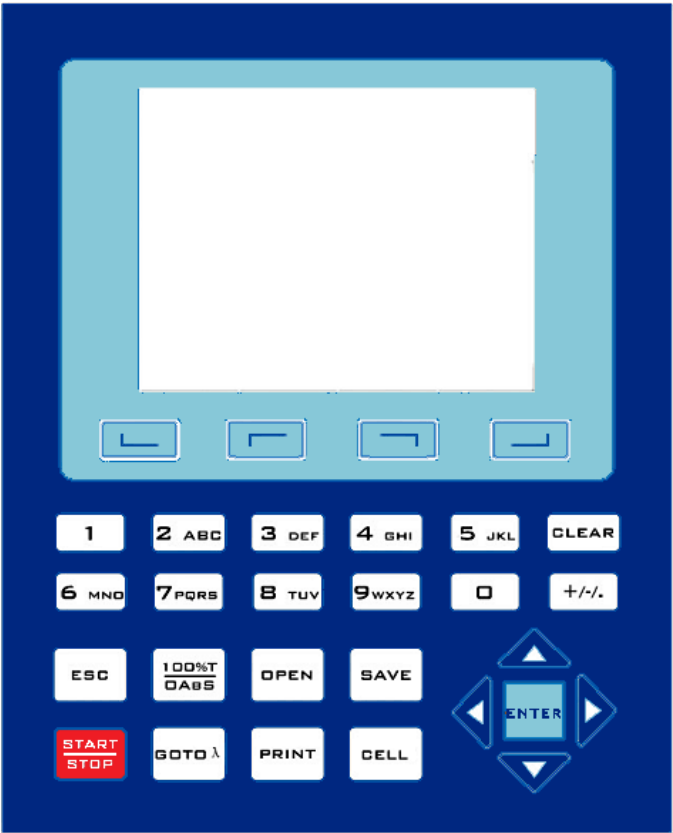 1 2 ABC 3 DEF 4 GHI 5 JKL CLEAR
6 MNO 7PQRS 8 TUV 9WXYZ 0 +/-/.
ESC 100%T OPEN SAVE
0ABS
ENTER
START
STOP GOTO λ PRINT CELL